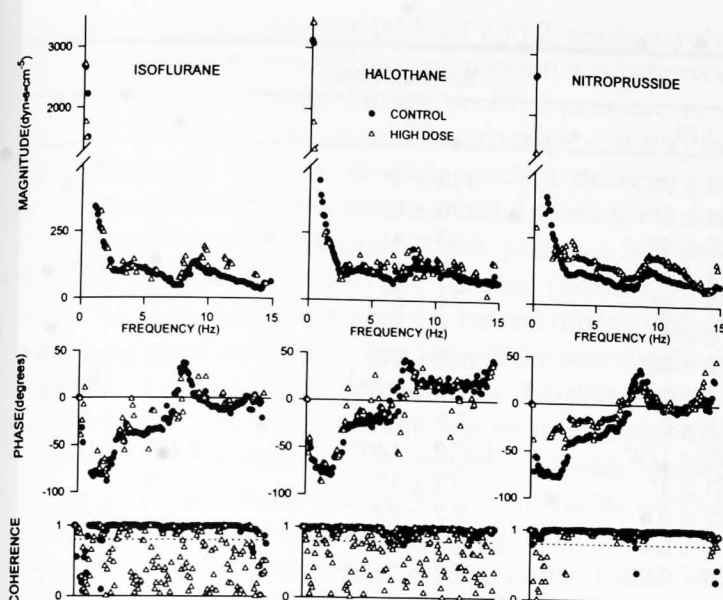 MAGNITUDE(dyn•s•cm-5)
3000
2000
250
0
ISOFLURANE
HALOTHANE
● CONTROL
△ HIGH DOSE
NITROPRUSSIDE
0 5 10 15
FREQUENCY (Hz)
0 5 10 15
FREQUENCY (Hz)
5 10 15
FREQUENCY (Hz)
PHASE(degrees)
50
0
-50
-100
50
0
-50
-100
50
0
-50
-100
COHERENCE
1
0
1
0
1
0